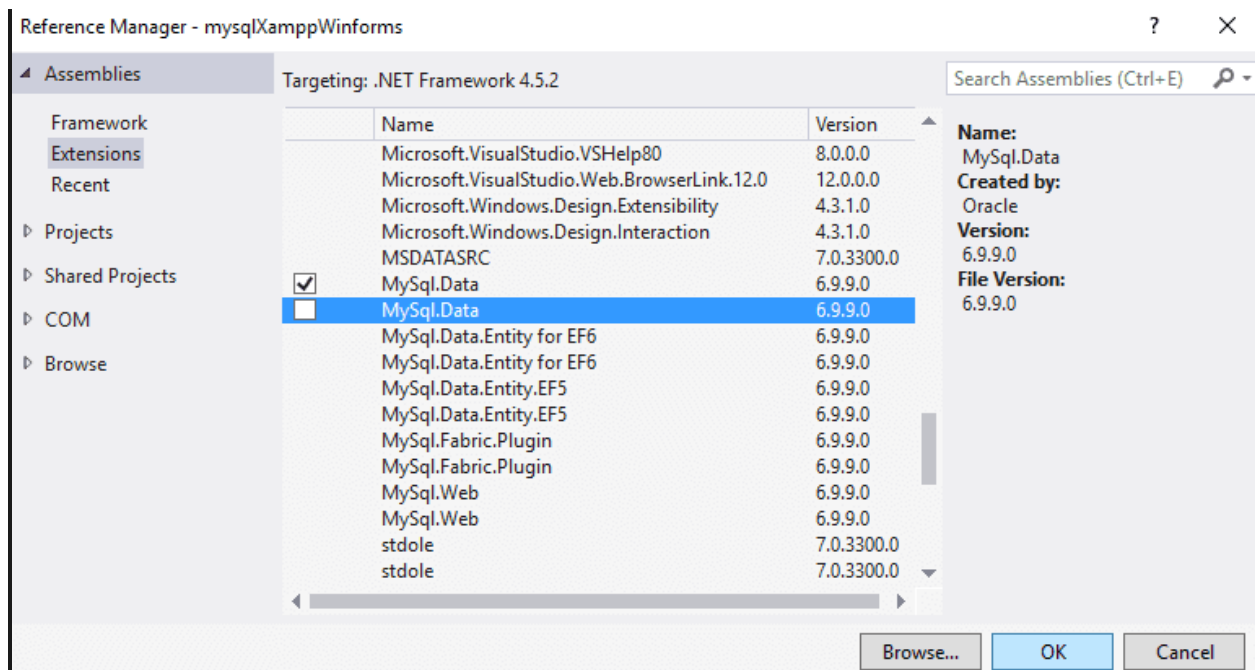 Reference Manager - mysqlXamppWinforms
? 
Assemblies
Framework
Extensions
Recent
Projects
Shared Projects
COM
Browse
Targeting: .NET Framework 4.5.2
Search Assemblies (Ctrl+E)
Name Version
Microsoft.VisualStudio.VSHelp80 8.0.0.0
Microsoft.VisualStudio.Web.BrowserLink.12.0 12.0.0.0
Microsoft.Windows.Design.Extensibility 4.3.1.0
Microsoft.Windows.Design.Interaction 4.3.1.0
MSDATASRC 7.0.3300.0
MySql.Data 6.9.9.0
MySql.Data 6.9.9.0
MySql.Data.Entity for EF6 6.9.9.0
MySql.Data.Entity for EF6 6.9.9.0
MySql.Data.Entity.EF5 6.9.9.0
MySql.Data.Entity.EF5 6.9.9.0
MySql.Fabric.Plugin 6.9.9.0
MySql.Fabric.Plugin 6.9.9.0
MySql.Web 6.9.9.0
MySql.Web 6.9.9.0
stdole 7.0.3300.0
stdole 7.0.3300.0
Name:
MySql.Data
Created by:
Oracle
Version:
6.9.9.0
File Version:
6.9.9.0
Browse... OK Cancel